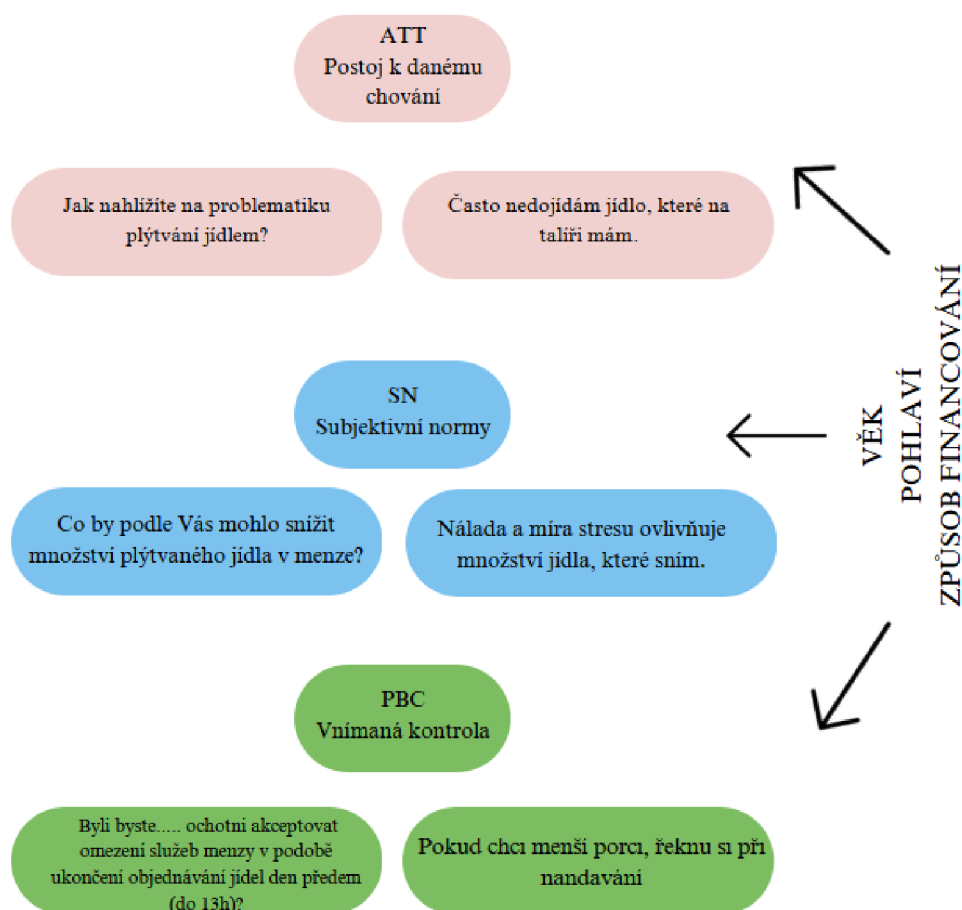 ATT
Postoj k danému
chování
Jak nahlížíte na problematiku
plýtvání jídlem?
Často nedojídám jídlo, které na
talíři mám.
SN
Subjektivní normy
Co by podle Vás mohlo snížit
množství plýtvaného jídla v menze?
Nálada a míra stresu ovlivňuje
množství jídla, které sním.
PBC
Vnímaná kontrola
Byli byste..... ochotni akceptovat
omezení služeb menzy v podobě
ukončení objednávání jídel den předem
(do 13h)?
Pokud chci menší porci, řeknu si při
nandavání
VĚK
POHLAVÍ
ZPŮSOB FINANCOVÁNÍ